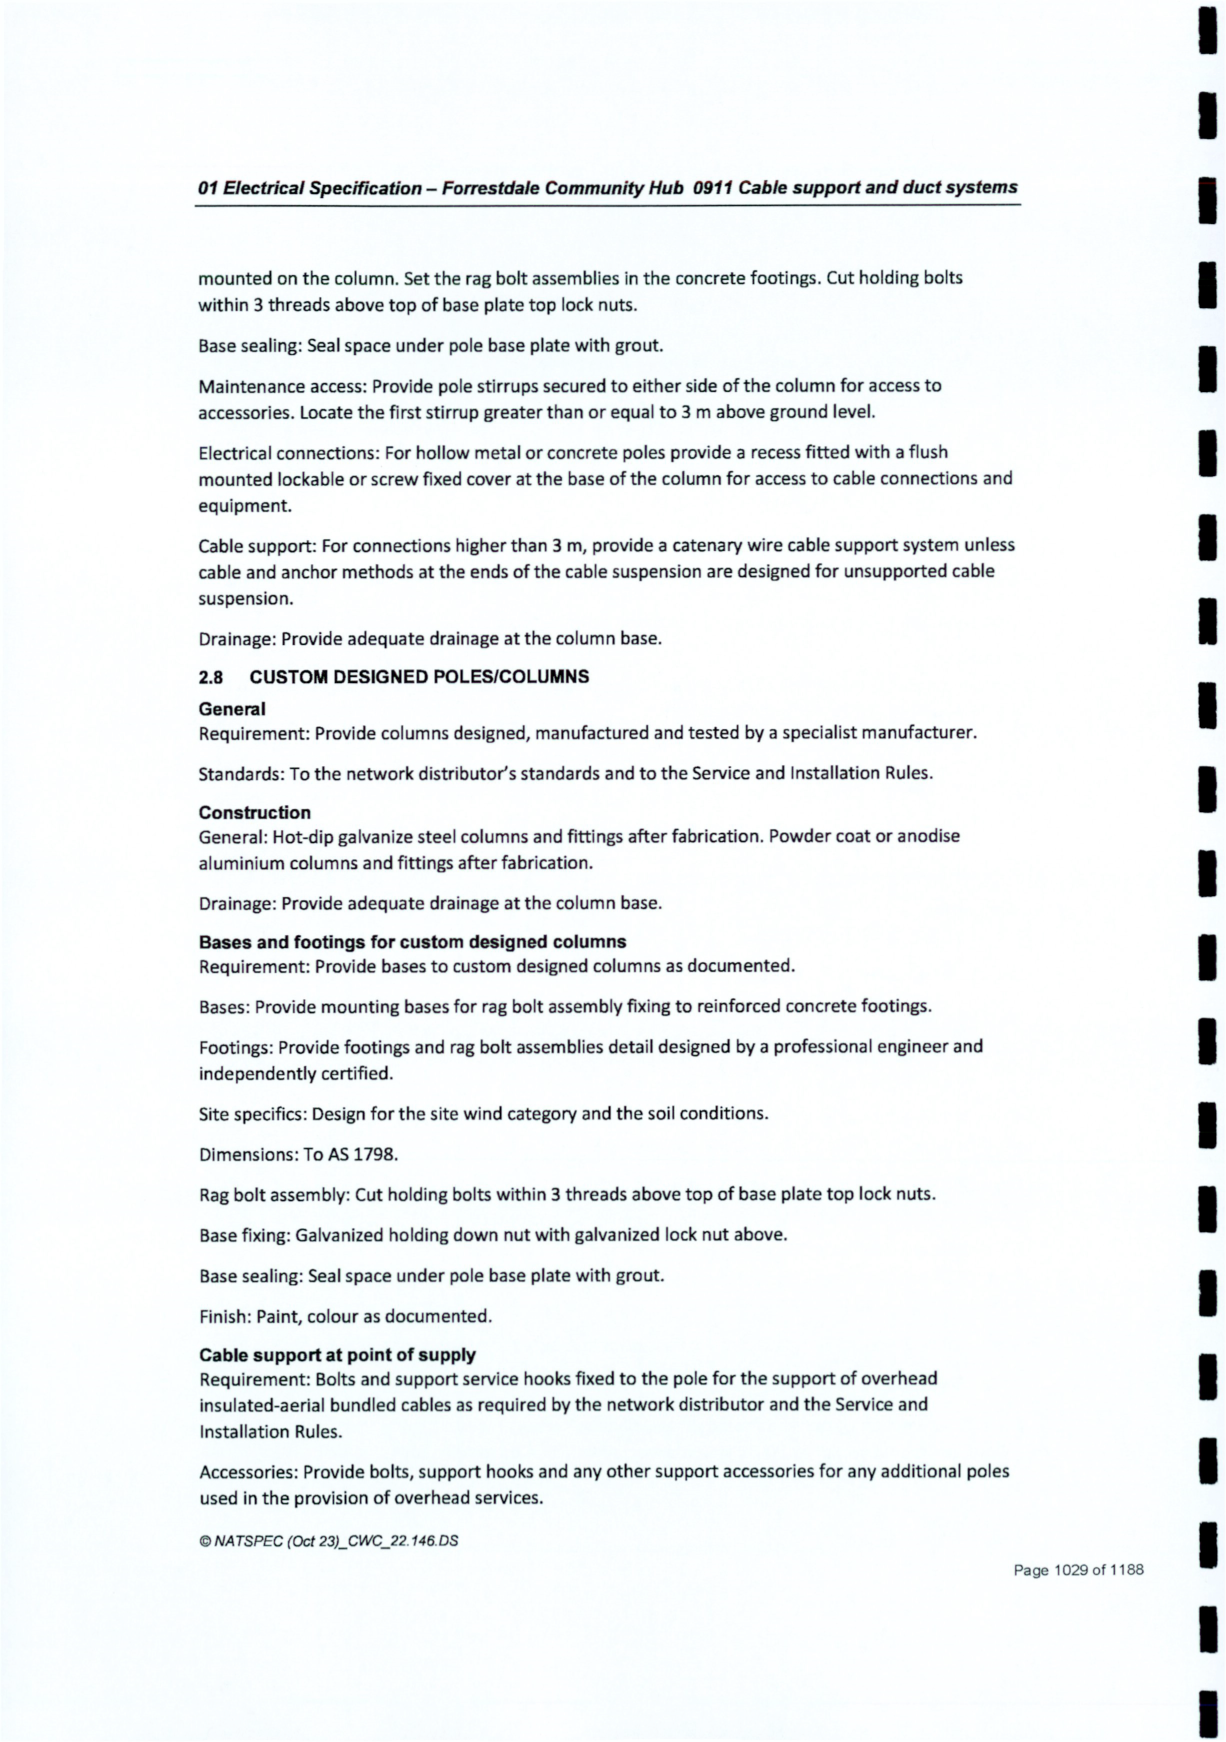 01 Electrical Specification – Forrestdale Community Hub 0911 Cable support and duct systems
mounted on the column. Set the rag bolt assemblies in the concrete footings. Cut holding bolts
within 3 threads above top of base plate top lock nuts.
Base sealing: Seal space under pole base plate with grout.
Maintenance access: Provide pole stirrups secured to either side of the column for access to
accessories. Locate the first stirrup greater than or equal to 3 m above ground level.
Electrical connections: For hollow metal or concrete poles provide a recess fitted with a flush
mounted lockable or screw fixed cover at the base of the column for access to cable connections and
equipment.
Cable support: For connections higher than 3 m, provide a catenary wire cable support system unless
cable and anchor methods at the ends of the cable suspension are designed for unsupported cable
suspension.
Drainage: Provide adequate drainage at the column base.
2.8 CUSTOM DESIGNED POLES/COLUMNS
General
Requirement: Provide columns designed, manufactured and tested by a specialist manufacturer.
Standards: To the network distributor's standards and to the Service and Installation Rules.
Construction
General: Hot-dip galvanize steel columns and fittings after fabrication. Powder coat or anodise
aluminium columns and fittings after fabrication.
Drainage: Provide adequate drainage at the column base.
Bases and footings for custom designed columns
Requirement: Provide bases to custom designed columns as documented.
Bases: Provide mounting bases for rag bolt assembly fixing to reinforced concrete footings.
Footings: Provide footings and rag bolt assemblies detail designed by a professional engineer and
independently certified.
Site specifics: Design for the site wind category and the soil conditions.
Dimensions: To AS 1798.
Rag bolt assembly: Cut holding bolts within 3 threads above top of base plate top lock nuts.
Base fixing: Galvanized holding down nut with galvanized lock nut above.
Base sealing: Seal space under pole base plate with grout.
Finish: Paint, colour as documented.
Cable support at point of supply
Requirement: Bolts and support service hooks fixed to the pole for the support of overhead
insulated-aerial bundled cables as required by the network distributor and the Service and
Installation Rules.
Accessories: Provide bolts, support hooks and any other support accessories for any additional poles
used in the provision of overhead services.
© NATSPEC (Oct 23)_CWC_22.146.DS
Page 1029 of 1188